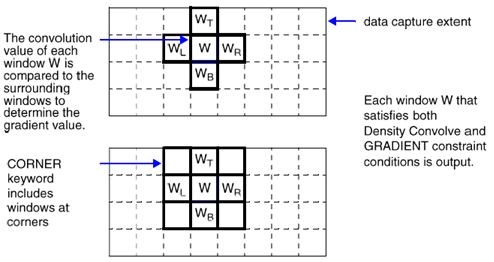 The convolution
value of each
window W is
compared to the
surrounding
windows to
determine the
gradient value.
W_T
W_L W W_R
W_B
data capture extent
Each window W that
satisfies both
Density Convolve and
GRADIENT constraint
conditions is output.
CORNER
keyword
includes
windows at
corners
W_T
W_L W W_R
W_B